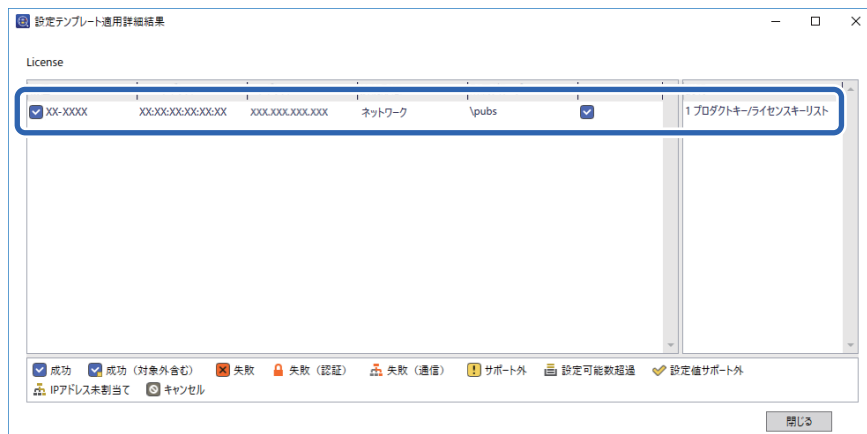 設定テンプレート適用詳細結果
License
XX-XXXX XX:XX:XX:XX:XX:XX XXX.XXX.XXX.XXX ネットワーク \pubs 1 プロダクトキー/ライセンスキーリスト
成功 成功（対象外含む） 失敗 失敗（認証） 失敗（通信） サポート外 設定可能数超過 設定値サポート外
IPアドレス未割当て キャンセル
閉じる